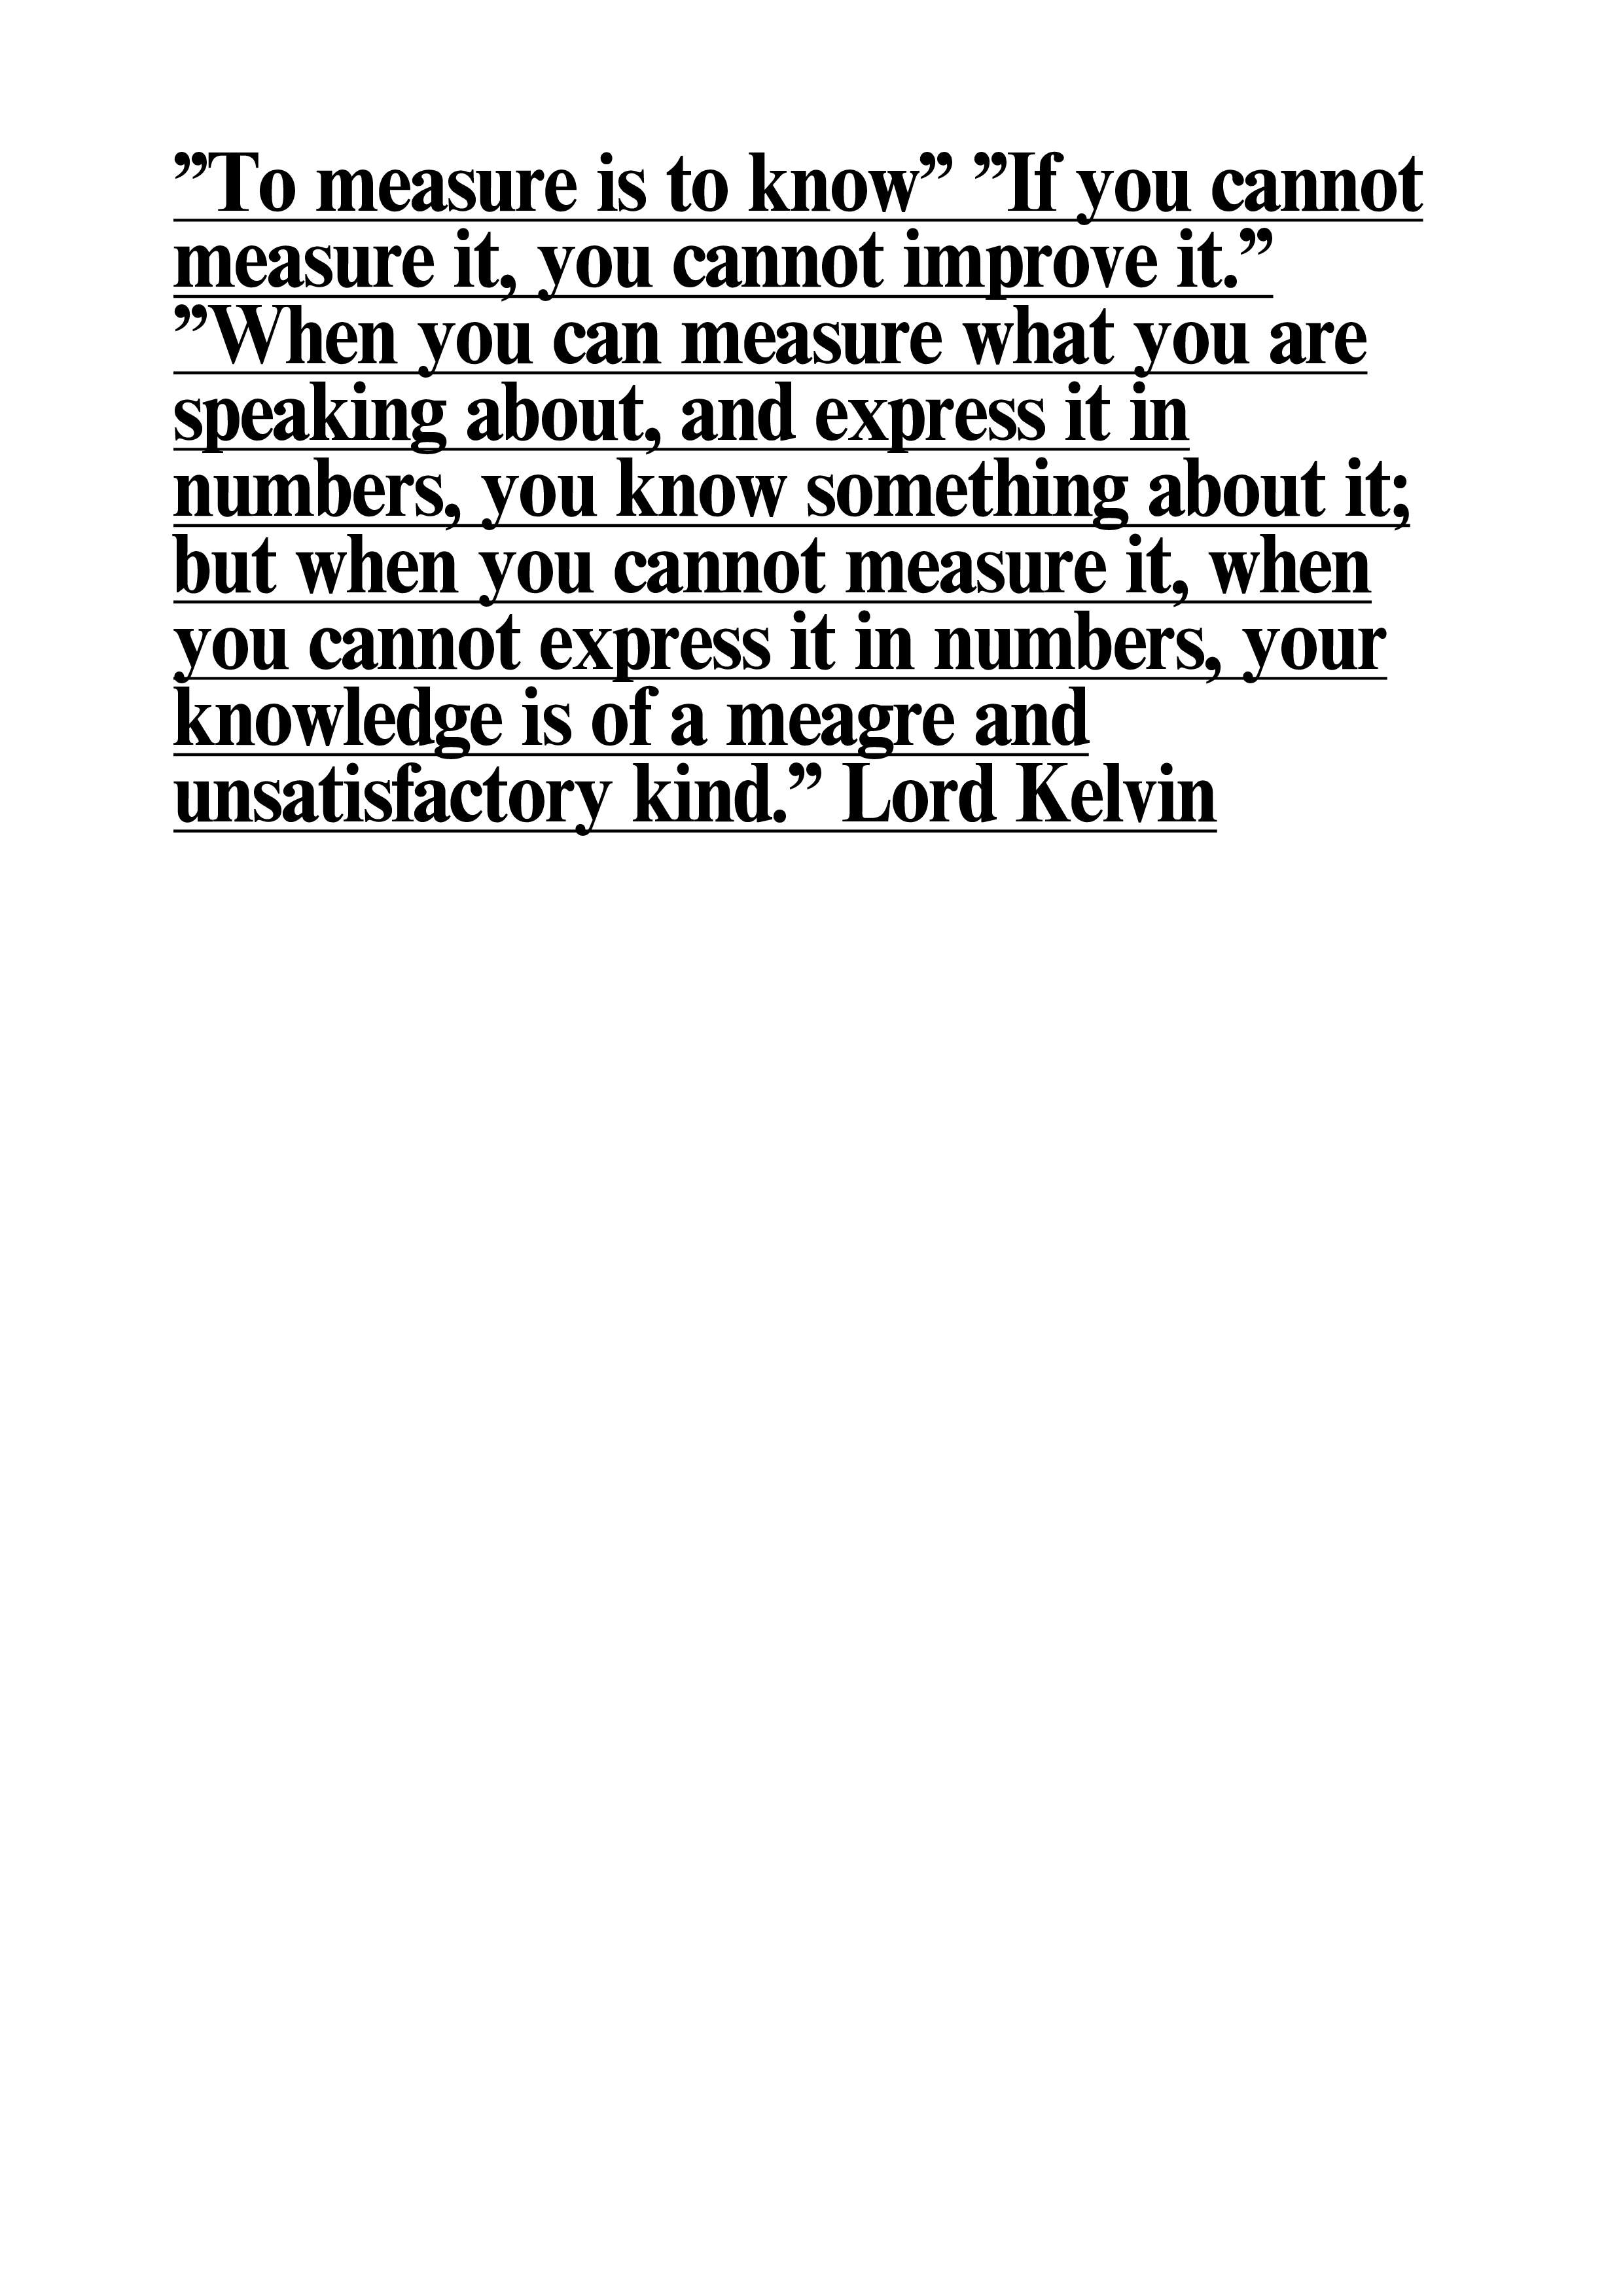 ”To measure is to know” ”If you cannot
measure it, you cannot improve it.”
”When you can measure what you are
speaking about, and express it in
numbers, you know something about it;
but when you cannot measure it, when
you cannot express it in numbers, your
knowledge is of a meagre and
unsatisfactory kind.” Lord Kelvin